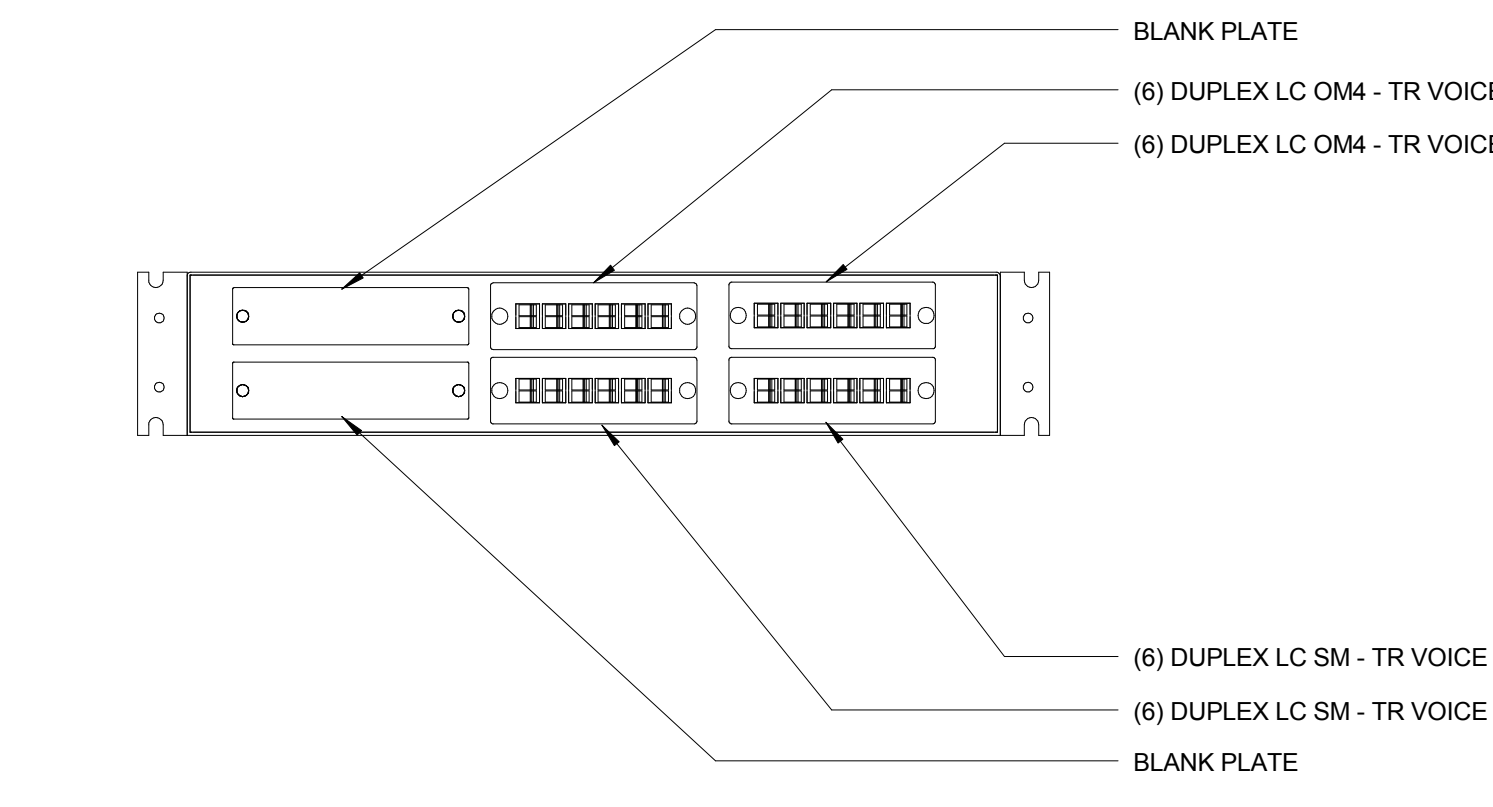 BLANK PLATE
(6) DUPLEX LC OM4 - TR VOICE
(6) DUPLEX LC OM4 - TR VOICE
(6) DUPLEX LC SM - TR VOICE
(6) DUPLEX LC SM - TR VOICE
BLANK PLATE